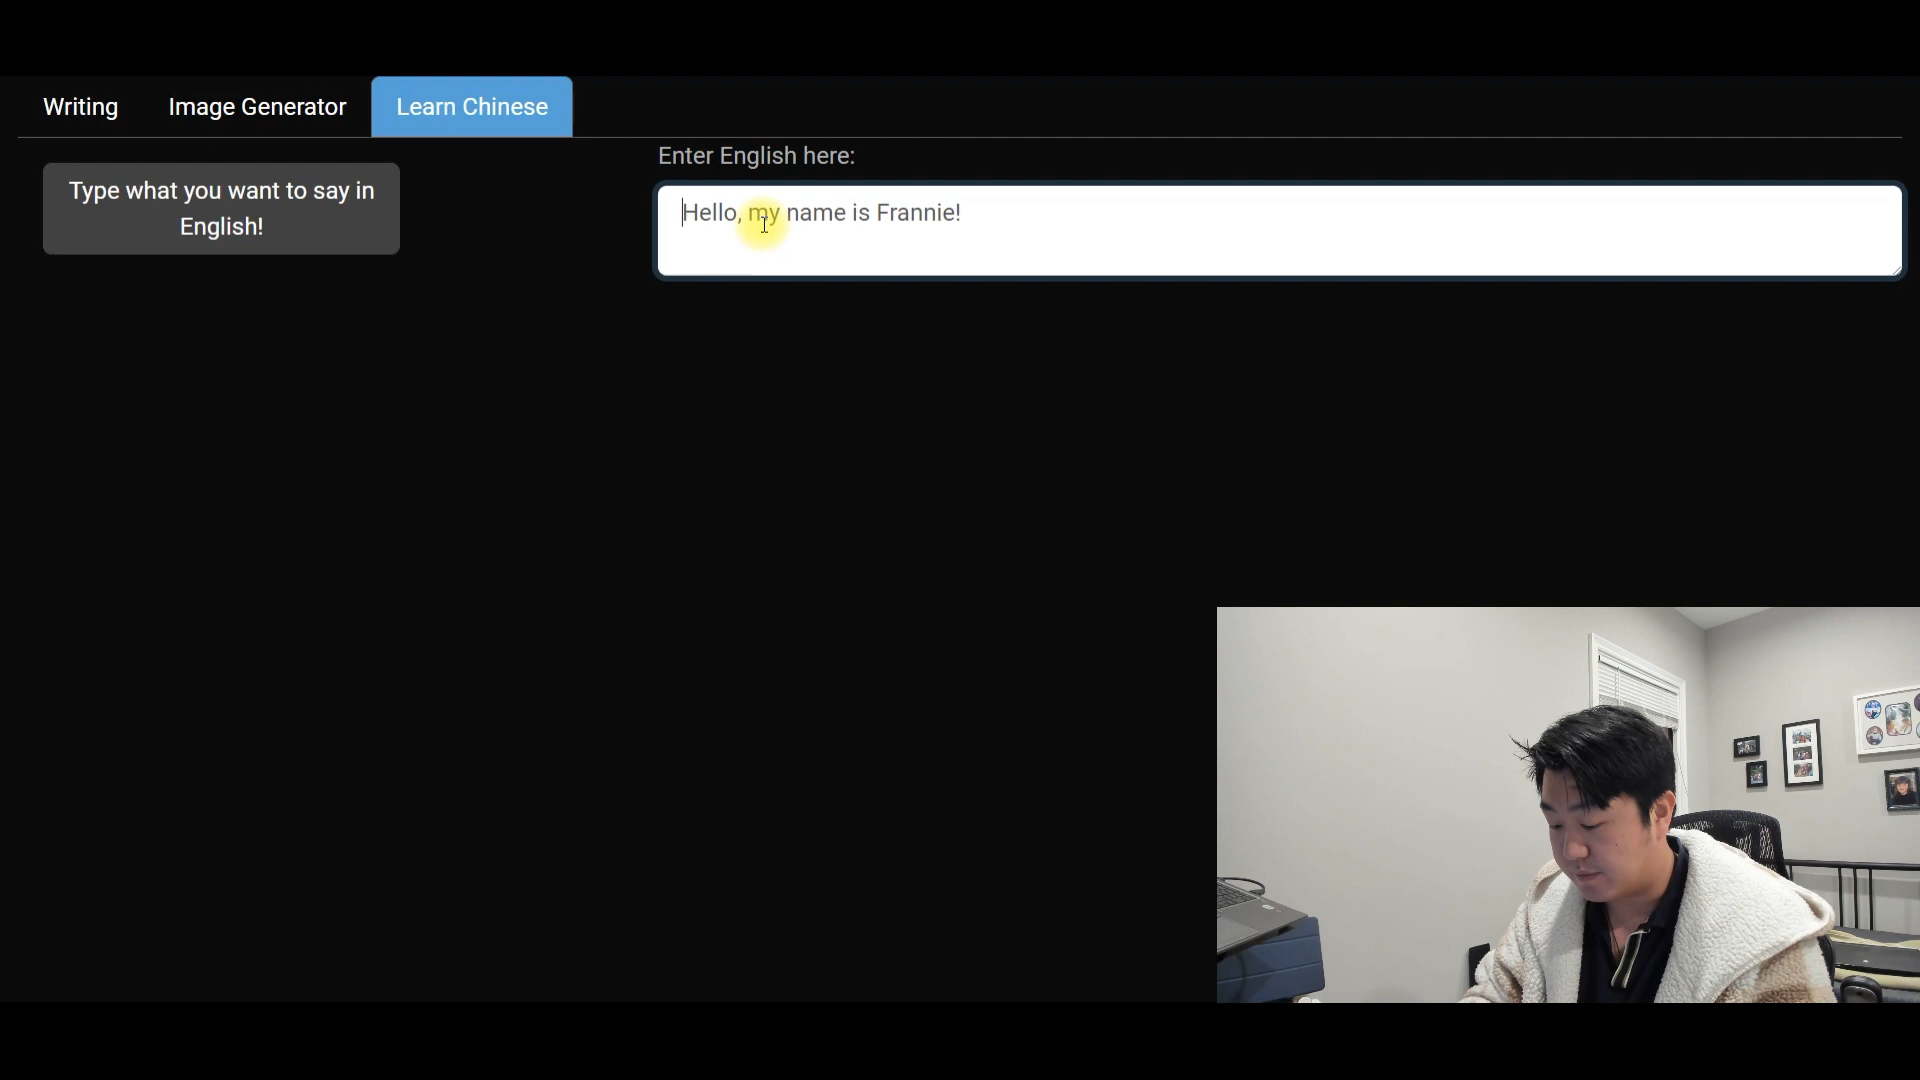 Writing
Image Generator
Learn Chinese
Type what you want to say in
English!
Enter English here:
Hello, my name is Frannie!